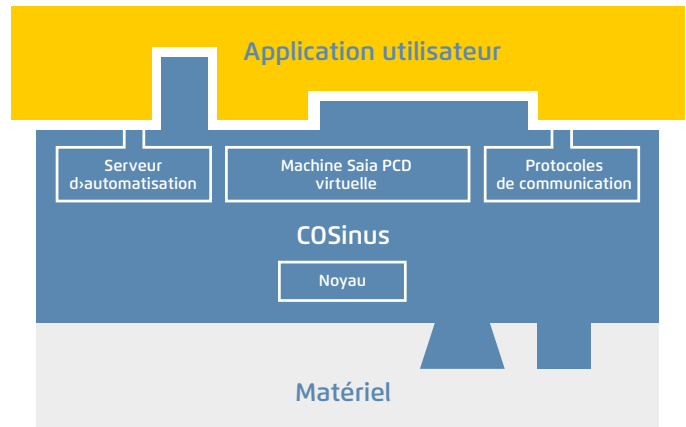 Application utilisateur
Serveur
d›automatisation
Machine Saia PCD
virtuelle
Protocoles
de communication
COSinus
Noyau
Matériel